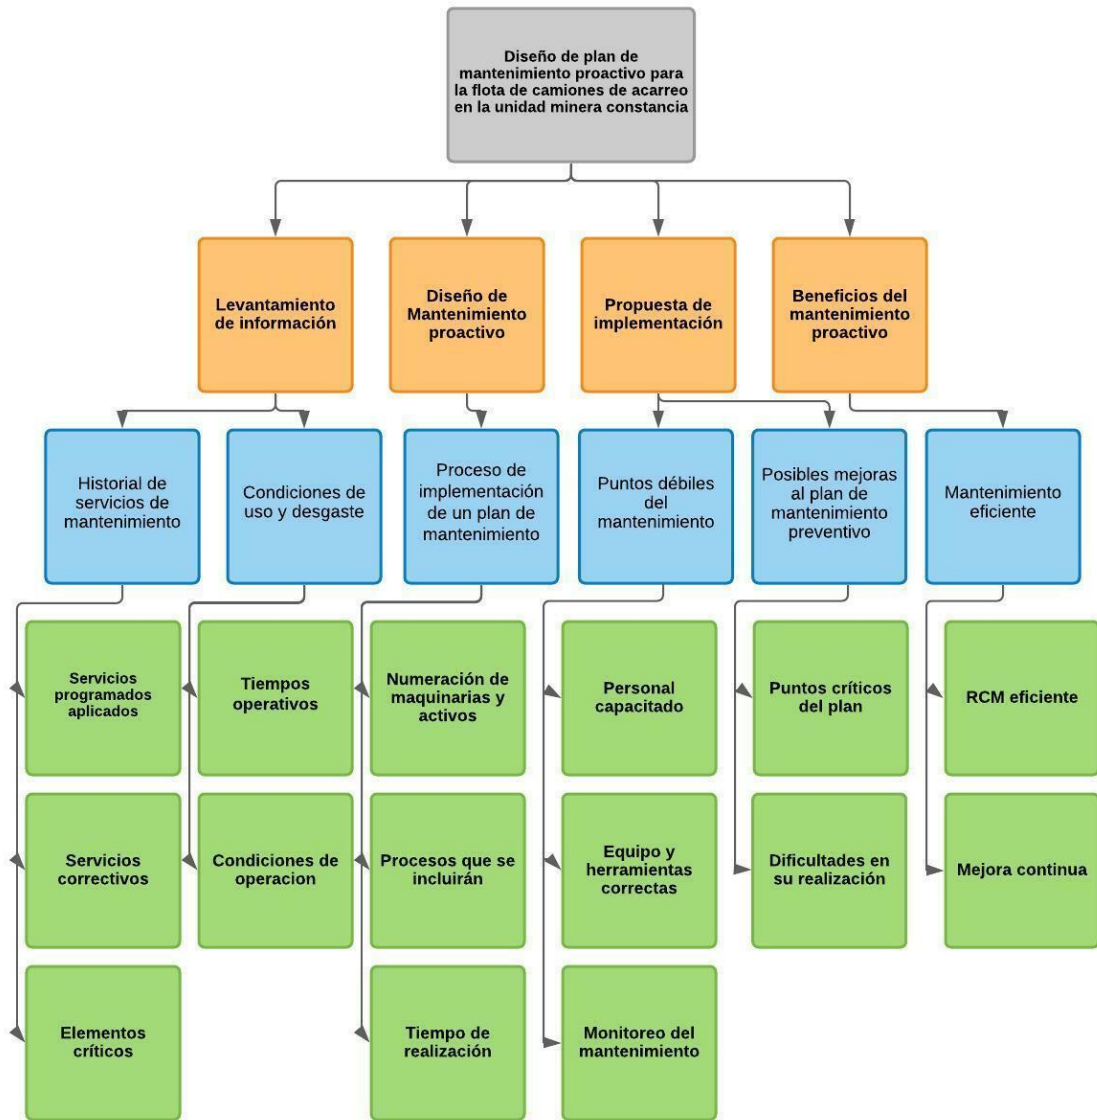 Diseño de plan de
mantenimiento proactivo para
la flota de camiones de acarreo
en la unidad minera constancia
Levantamiento
de información
Diseño de
Mantenimiento
proactivo
Propuesta de
implementación
Beneficios del
mantenimiento
proactivo
Historial de
servicios de
mantenimiento
Condiciones de
uso y desgaste
Proceso de
implementación
de un plan de
mantenimiento
Puntos débiles
del
mantenimiento
Posibles mejoras
al plan de
mantenimiento
preventivo
Mantenimiento
eficiente
Servicios
programados
aplicados
Tiempos
operativos
Numeración de
maquinarias y
activos
Personal
capacitado
Puntos críticos
del plan
RCM eficiente
Servicios
correctivos
Condiciones de
operacion
Procesos que se
incluirán
Equipo y
herramientas
correctas
Dificultades en
su realización
Mejora continua
Elementos
críticos
Tiempo de
realización
Monitoreo del
mantenimiento